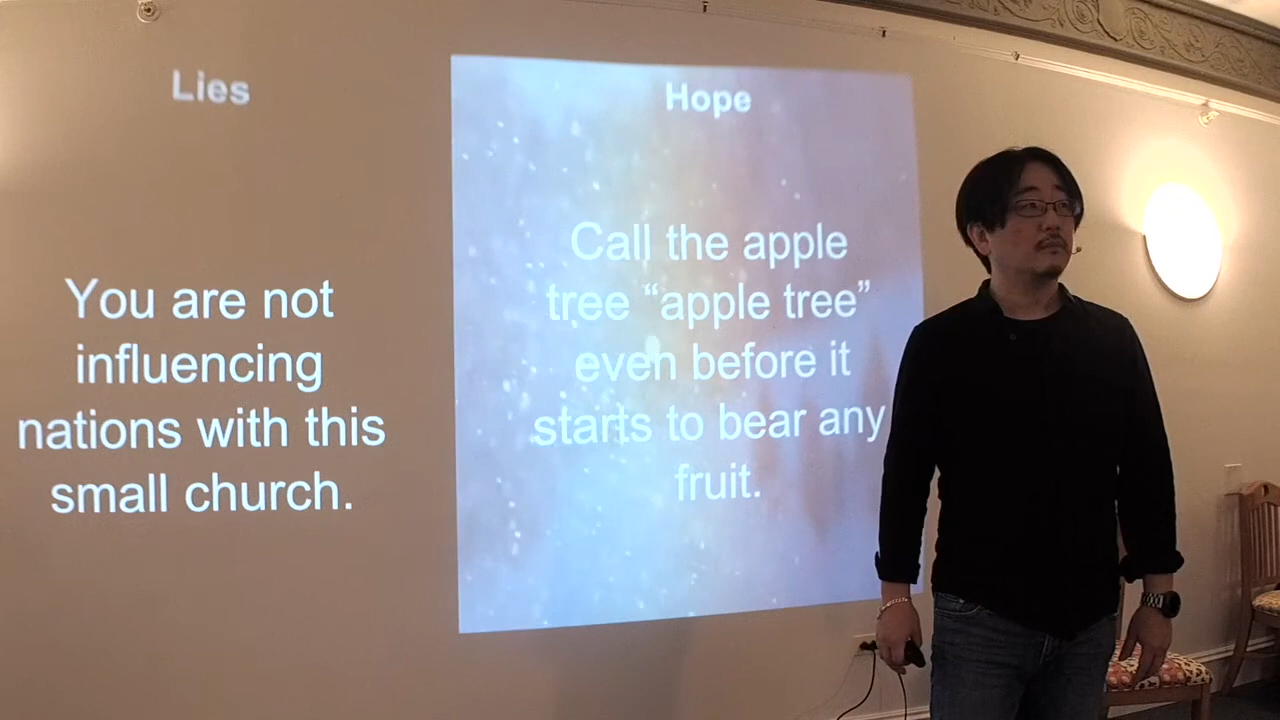 Lies
You are not
influencing
nations with this
small church.
Hope
Call the apple
tree “apple tree”
even before it
starts to bear any
fruit.